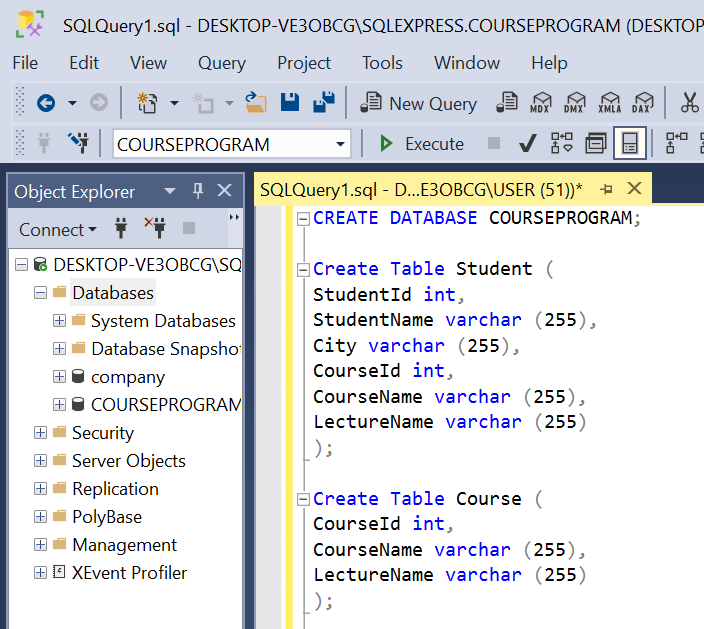 SQLQuery1.sql - DESKTOP-VE3OBCG\SQLEXPRESS.COURSEPROGRAM (DESKTOP
File Edit View Query Project Tools Window Help
New Query MDX DMX XMLA DAX
COURSEPROGRAM Execute
Object Explorer
Connect
DESKTOP-VE3OBCG\SQ
Databases
System Databases
Database Snapshot
company
COURSEPROGRAM
Security
Server Objects
Replication
PolyBase
Management
XEvent Profiler
SQLQuery1.sql - D...E3OBCG\USER (51))*
CREATE DATABASE COURSEPROGRAM;
Create Table Student (
StudentId int,
StudentName varchar (255),
City varchar (255),
CourseId int,
CourseName varchar (255),
LectureName varchar (255)
);
Create Table Course (
CourseId int,
CourseName varchar (255),
LectureName varchar (255)
);